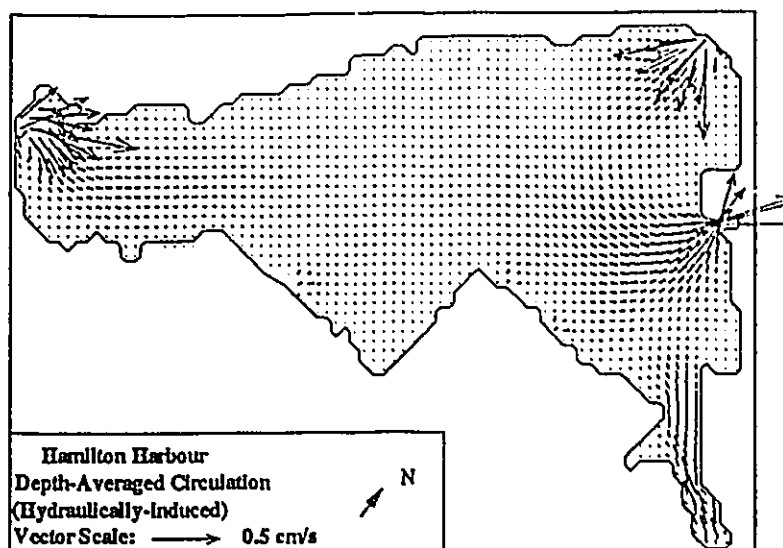 Hamilton Harbour
Depth-Averaged Circulation
(Hydraulically-Induced)
Vector Scale: 0.5 cm/s
N